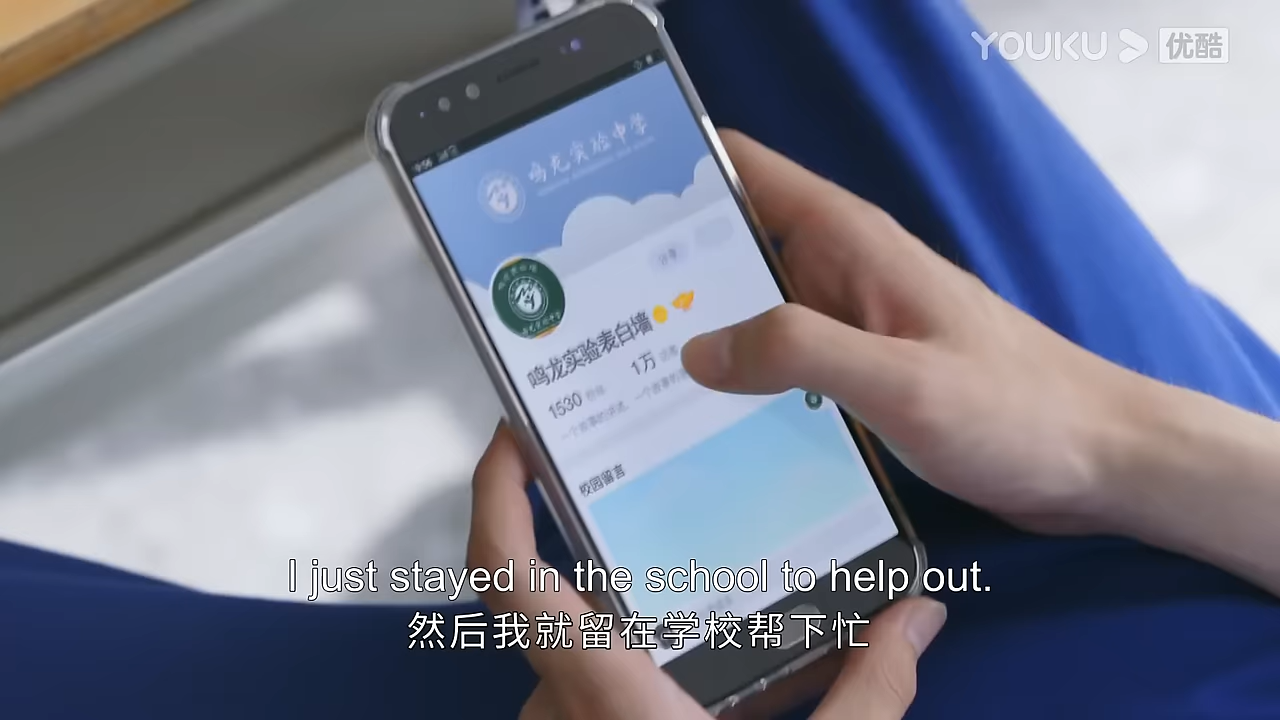 YOUKU 优酷
鸣龙实验中学
鸣龙实验表白墙
1530 粉丝 1万
校园留言
I just stayed in the school to help out.
然后我就留在学校帮下忙